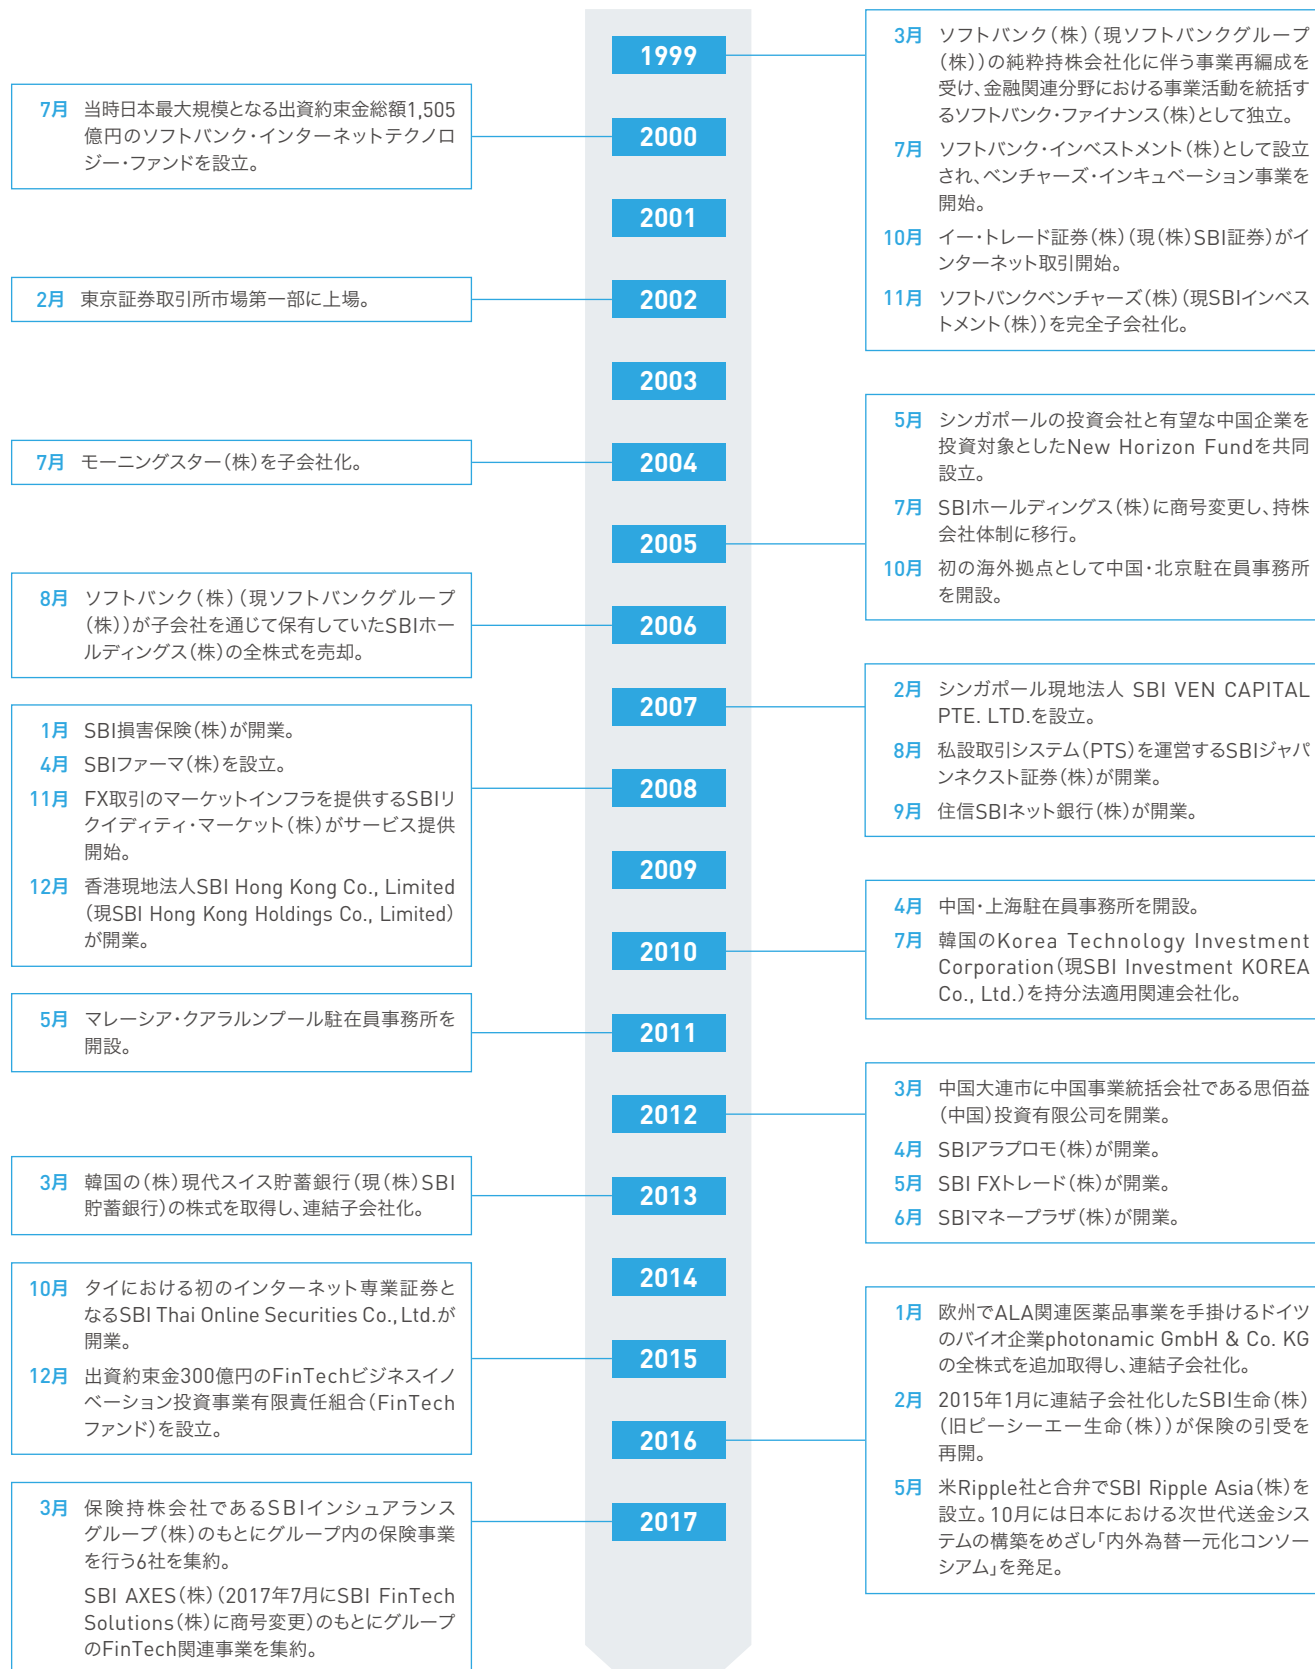 1999
3月 ソフトバンク(株)(現ソフトバンクグループ
(株))の純粋持株会社化に伴う事業再編成を
受け、金融関連分野における事業活動を統括す
るソフトバンク・ファイナンス(株)として独立。
7月 ソフトバンク・インベストメント(株)として設立
され、ベンチャーズ・インキュベーション事業を
開始。
10月 イー・トレード証券(株)(現(株)SBI証券)がイ
ンターネット取引開始。
11月 ソフトバンクベンチャーズ(株)(現SBIインベス
トメント(株))を完全子会社化。
2000
7月 当時日本最大規模となる出資約束金総額1,505
億円のソフトバンク・インターネットテクノロ
ジー・ファンドを設立。
2001
2002
2月 東京証券取引所市場第一部に上場。
2003
2004
7月 モーニングスター(株)を子会社化。
2005
5月 シンガポールの投資会社と有望な中国企業を
投資対象としたNew Horizon Fundを共同
設立。
7月 SBIホールディングス(株)に商号変更し、持株
会社体制に移行。
10月 初の海外拠点として中国・北京駐在員事務所
を開設。
2006
8月 ソフトバンク(株)(現ソフトバンクグループ
(株))が子会社を通じて保有していたSBIホー
ルディングス(株)の全株式を売却。
2007
2月 シンガポール現地法人 SBI VEN CAPITAL
PTE. LTD.を設立。
8月 私設取引システム(PTS)を運営するSBIジャパ
ンネクスト証券(株)が開業。
9月 住信SBIネット銀行(株)が開業。
2008
1月 SBI損害保険(株)が開業。
4月 SBIファーマ(株)を設立。
11月 FX取引のマーケットインフラを提供するSBIリ
クイディティ・マーケット(株)がサービス提供
開始。
12月 香港現地法人SBI Hong Kong Co., Limited
(現SBI Hong Kong Holdings Co., Limited)
が開業。
2009
2010
4月 中国・上海駐在員事務所を開設。
7月 韓国のKorea Technology Investment
Corporation(現SBI Investment KOREA
Co., Ltd.)を持分法適用関連会社化。
2011
5月 マレーシア・クアラルンプール駐在員事務所を
開設。
2012
3月 中国大連市に中国事業統括会社である思佰益
(中国)投資有限公司を開業。
4月 SBIアラプロモ(株)が開業。
5月 SBI FXトレード(株)が開業。
6月 SBIマネープラザ(株)が開業。
2013
3月 韓国の(株)現代スイス貯蓄銀行(現(株)SBI
貯蓄銀行)の株式を取得し、連結子会社化。
2014
2015
10月 タイにおける初のインターネット専業証券と
なるSBI Thai Online Securities Co., Ltd.が
開業。
12月 出資約束金300億円のFinTechビジネスイノ
ベーション投資事業有限責任組合(FinTech
ファンド)を設立。
2016
1月 欧州でALA関連医薬品事業を手掛けるドイツ
のバイオ企業photonamic GmbH & Co. KG
の全株式を追加取得し、連結子会社化。
2月 2015年1月に連結子会社化したSBI生命(株)
(旧ピーシーエー生命(株))が保険の引受を
再開。
5月 米Ripple社と合弁でSBI Ripple Asia(株)を
設立。10月には日本における次世代送金シス
テムの構築をめざし「内外為替一元化コンソー
シアム」を発足。
2017
3月 保険持株会社であるSBIインシュアランス
グループ(株)のもとにグループ内の保険事業
を行う6社を集約。
SBI AXES(株)(2017年7月にSBI FinTech
Solutions(株)に商号変更)のもとにグループ
のFinTech関連事業を集約。